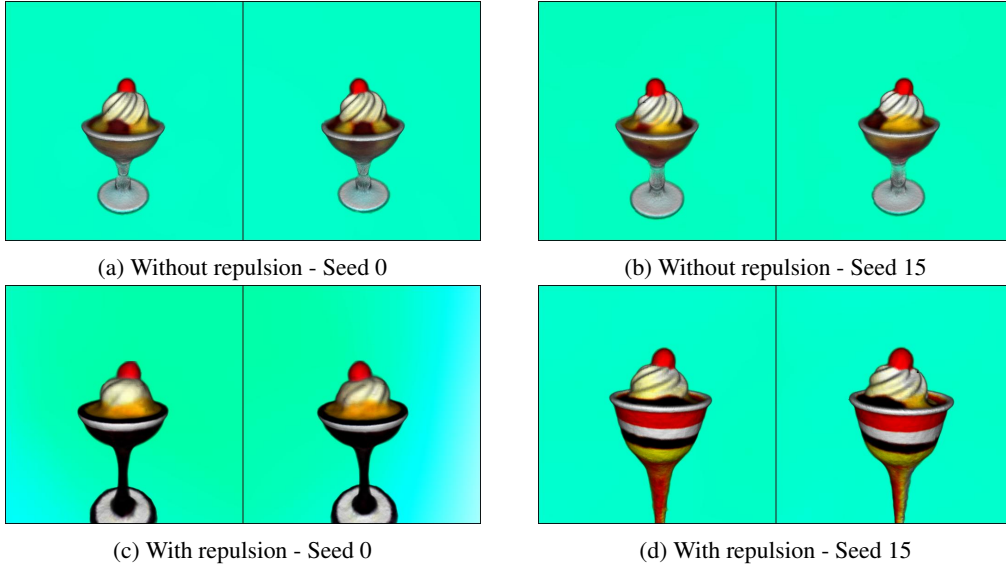 (a) Without repulsion - Seed 0
(b) Without repulsion - Seed 15
(c) With repulsion - Seed 0
(d) With repulsion - Seed 15